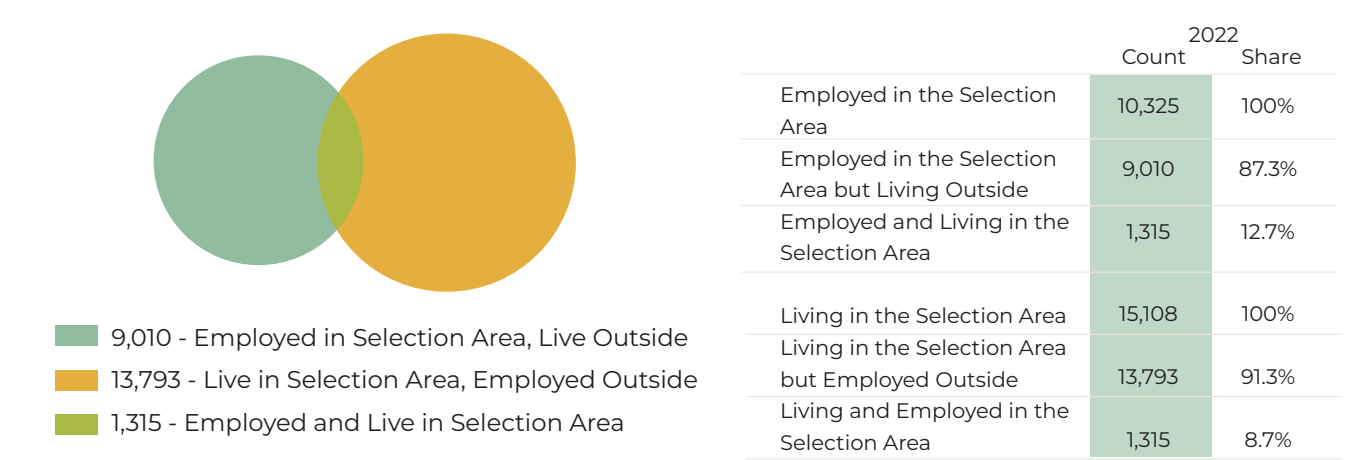 9,010 - Employed in Selection Area, Live Outside
13,793 - Live in Selection Area, Employed Outside
1,315 - Employed and Live in Selection Area
2022
Count Share
Employed in the Selection
Area
10,325 100%
Employed in the Selection
Area but Living Outside
9,010 87.3%
Employed and Living in the
Selection Area
1,315 12.7%
Living in the Selection Area 15,108 100%
Living in the Selection Area
but Employed Outside 13,793 91.3%
Living and Employed in the
Selection Area 1,315 8.7%